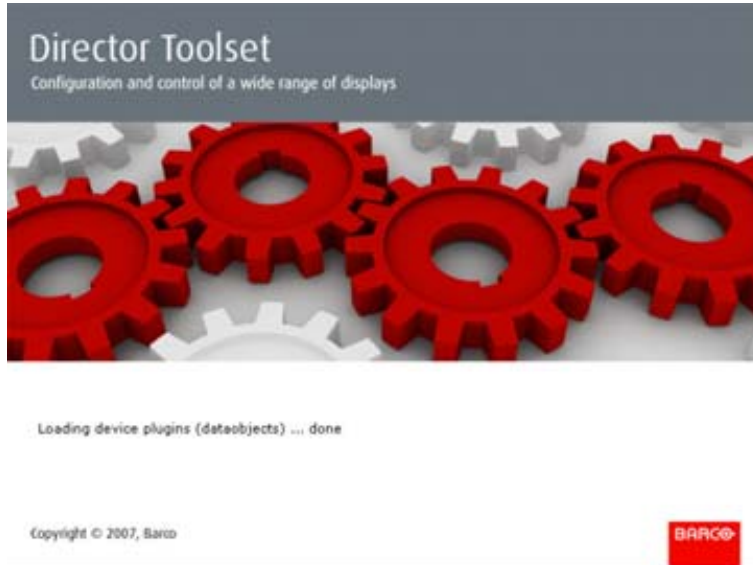 Director Toolset
Configuration and control of a wide range of displays
Loading device plugins (dataobjects) ... done
Copyright © 2007, Barco
BARCO